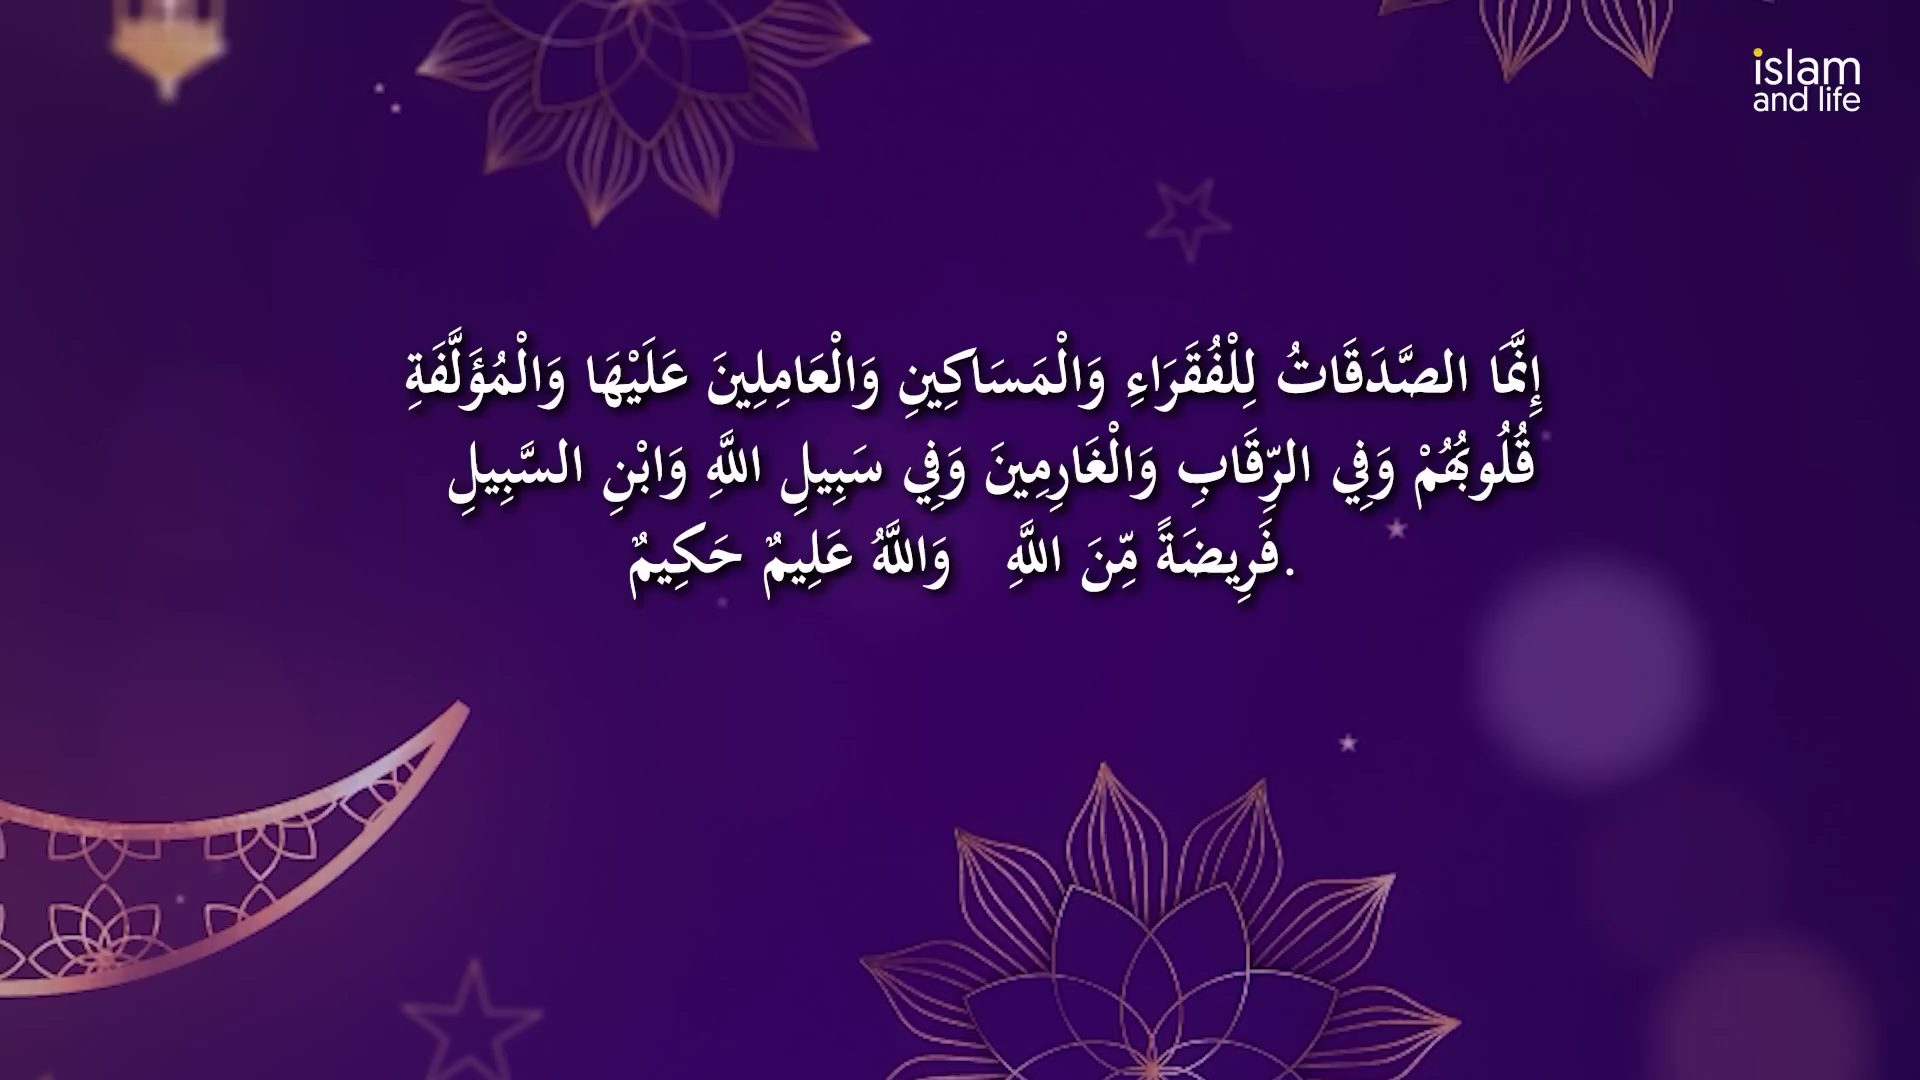 islam
and life
إِنَّمَا الصَّدَقَاتُ لِلْفُقَرَاءِ وَالْمَسَاكِينِ وَالْعَامِلِينَ عَلَيْهَا وَالْمُؤَلَّفَةِ
قُلُوبُهُمْ وَفِي الرِّقَابِ وَالْغَارِمِينَ وَفِي سَبِيلِ اللَّهِ وَابْنِ السَّبِيلِ
.فَرِيضَةً مِّنَ اللَّهِ وَاللَّهُ عَلِيمٌ حَكِيمٌ